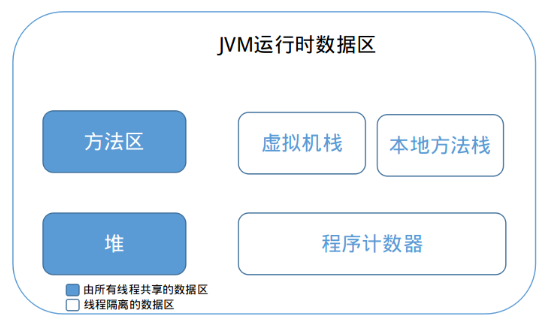 JVM运行时数据区
方法区
虚拟机栈
本地方法栈
堆
程序计数器
由所有线程共享的数据区
线程隔离的数据区